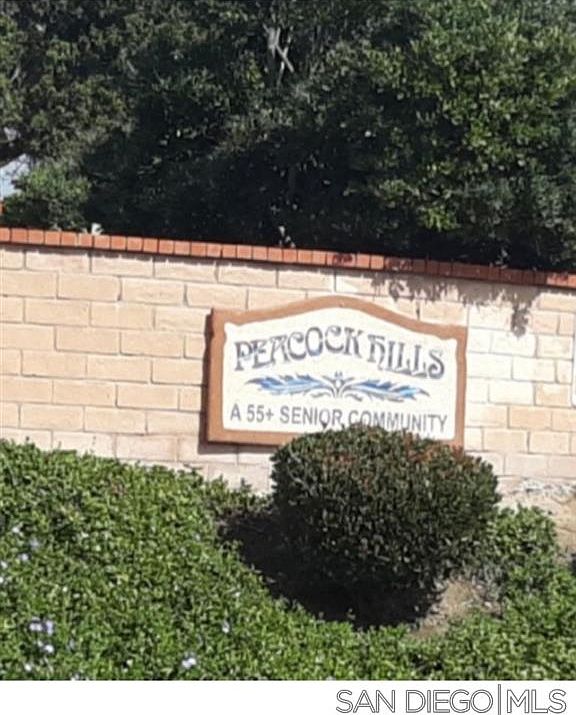 PEACOCK HILLS
A 55+ SENIOR COMMUNITY
SAN DIEGO|MLS